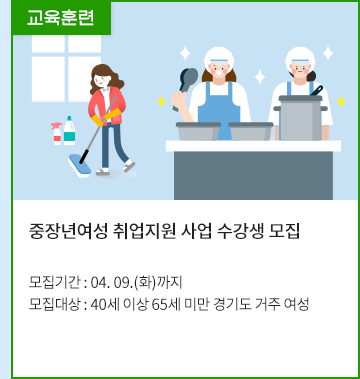 교육훈련
중장년여성 취업지원 사업 수강생 모집
모집기간 : 04. 09.(화)까지
모집대상 : 40세 이상 65세 미만 경기도 거주 여성